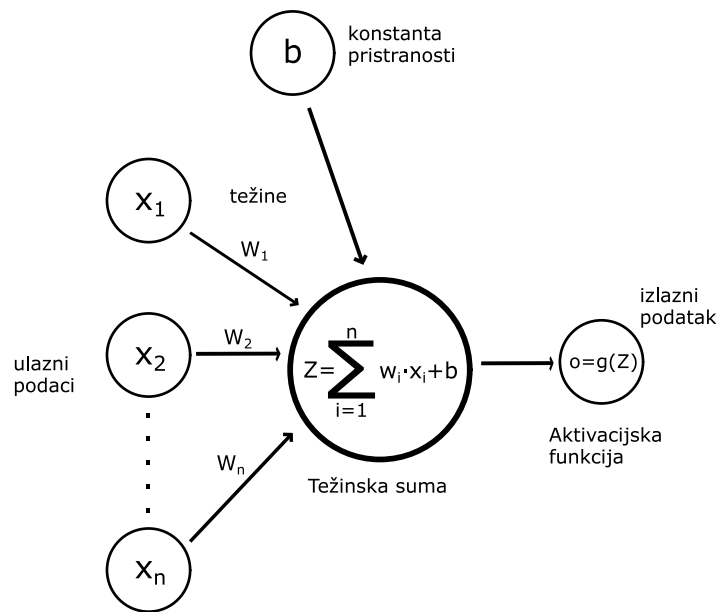 b
konstanta
pristranosti
x₁
težine
W₁
izlazni
podatak
ulazni
podaci
x₂
W₂
n
Z=∑ wᵢ·xᵢ+b
i=1
o=g(Z)
Aktivacijska
funkcija
Wₙ
Težinska suma
xₙ